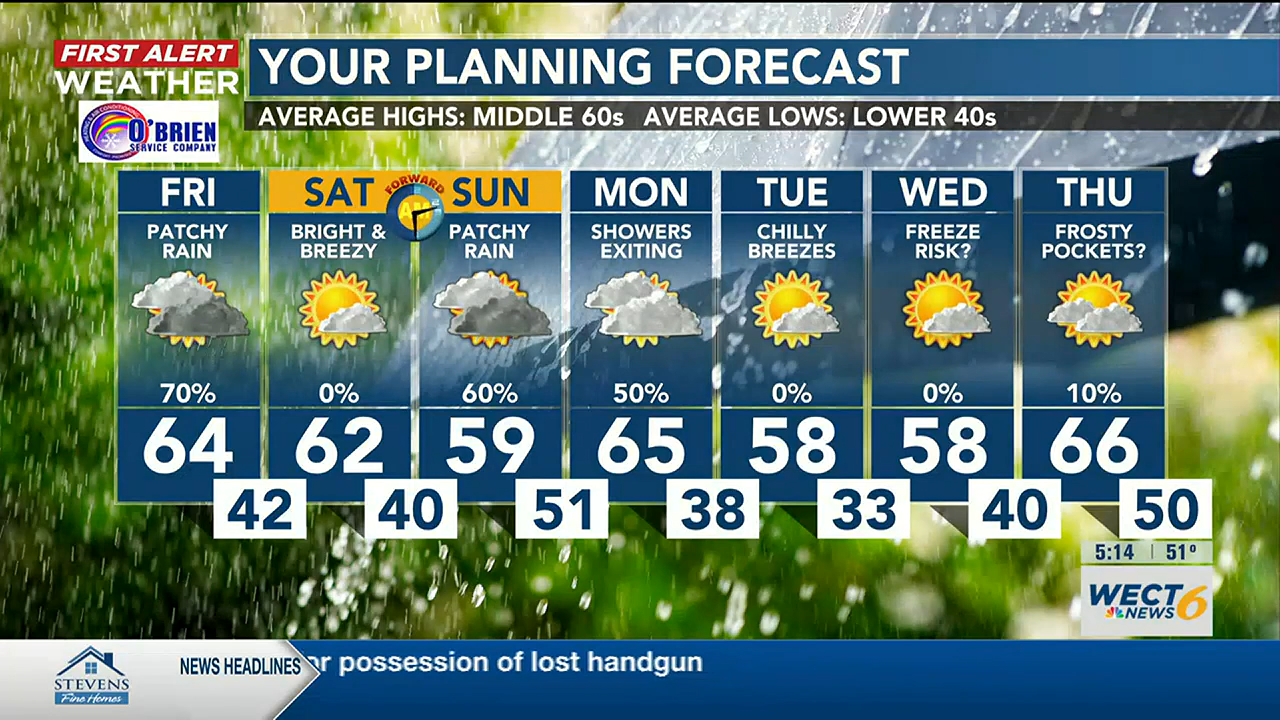 FIRST ALERT
WEATHER
YOUR PLANNING FORECAST
AVERAGE HIGHS: MIDDLE 60s AVERAGE LOWS: LOWER 40s
O'BRIEN
SERVICE COMPANY
FRI
SAT
FORWARD
SUN
MON
TUE
WED
THU
PATCHY
RAIN
BRIGHT &
BREEZY
PATCHY
RAIN
SHOWERS
EXITING
CHILLY
BREEZES
FREEZE
RISK?
FROSTY
POCKETS?
70%
0%
60%
50%
0%
0%
10%
64
62
59
65
58
58
66
42
40
51
38
33
40
50
5:14 51°
WECT6
NEWS
STEVENS
Fine Homes
NEWS HEADLINES
or possession of lost handgun